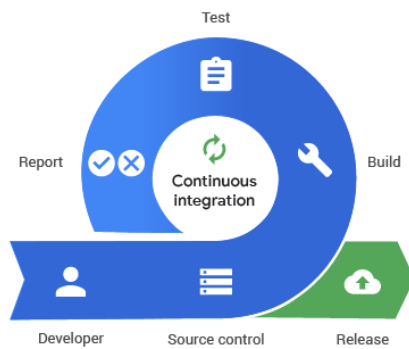 Test
Report
Continuous
integration
Build
Developer
Source control
Release